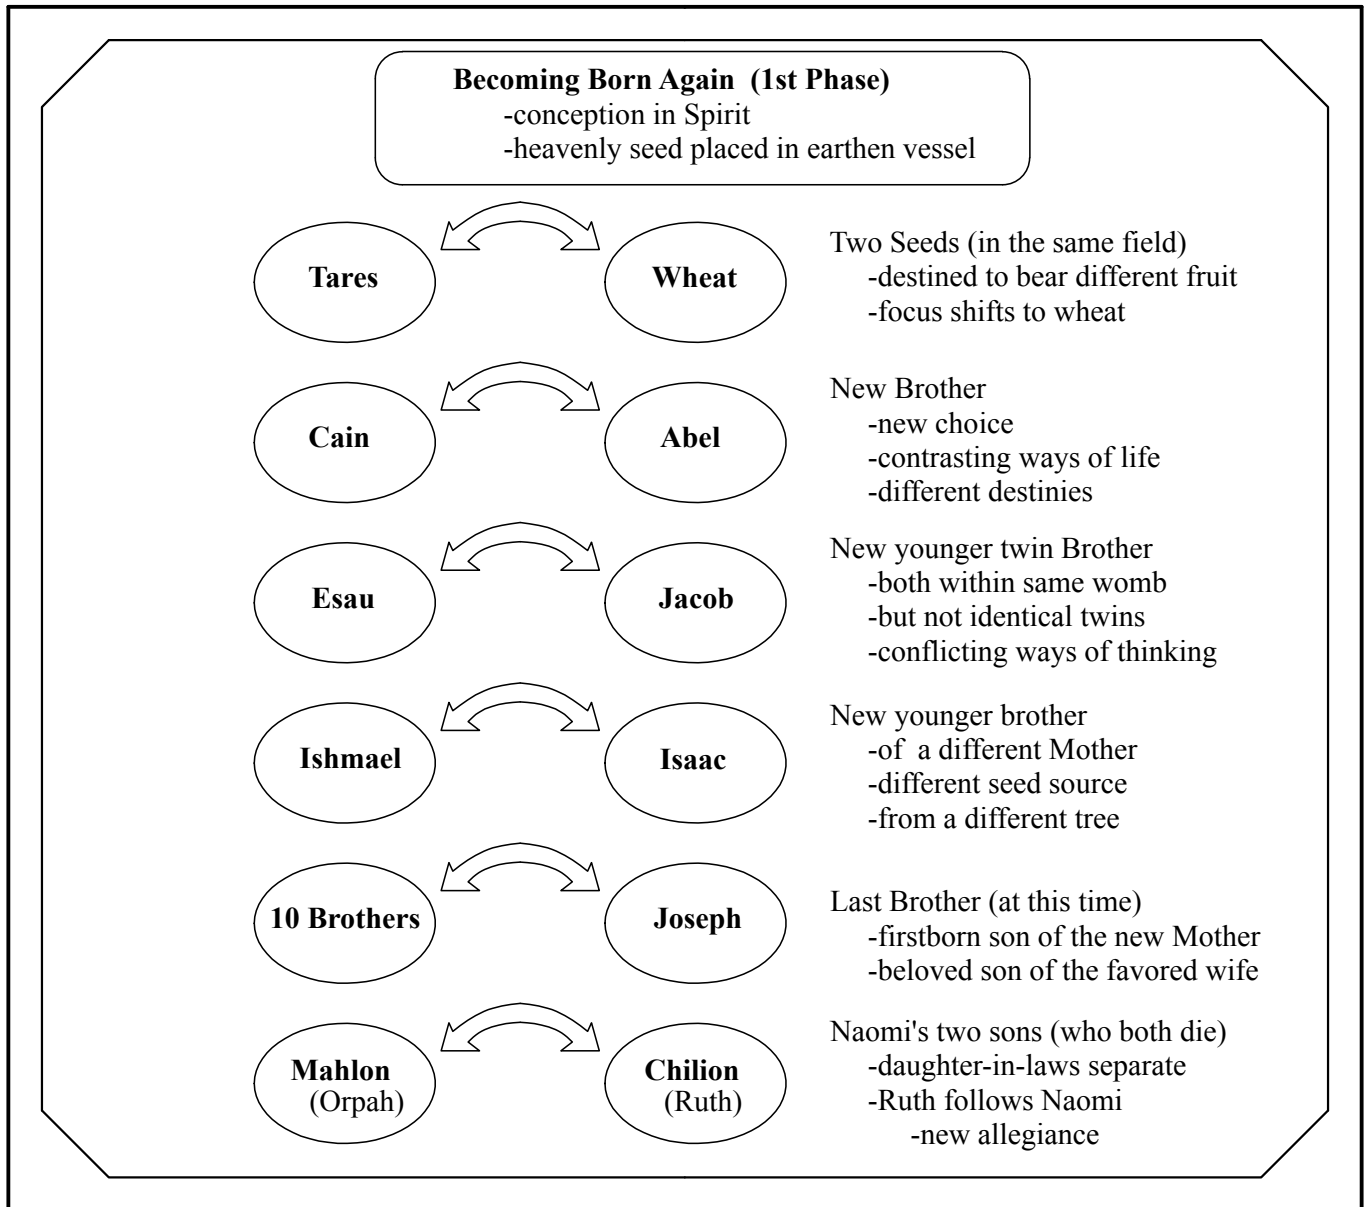 Becoming Born Again (1st Phase)
-conception in Spirit
-heavenly seed placed in earthen vessel
Tares
Wheat
Two Seeds (in the same field)
-destined to bear different fruit
-focus shifts to wheat
Cain
Abel
New Brother
-new choice
-contrasting ways of life
-different destinies
Esau
Jacob
New younger twin Brother
-both within same womb
-but not identical twins
-conflicting ways of thinking
Ishmael
Isaac
New younger brother
-of a different Mother
-different seed source
-from a different tree
10 Brothers
Joseph
Last Brother (at this time)
-firstborn son of the new Mother
-beloved son of the favored wife
Mahlon
(Orpah)
Chilion
(Ruth)
Naomi's two sons (who both die)
-daughter-in-laws separate
-Ruth follows Naomi
-new allegiance